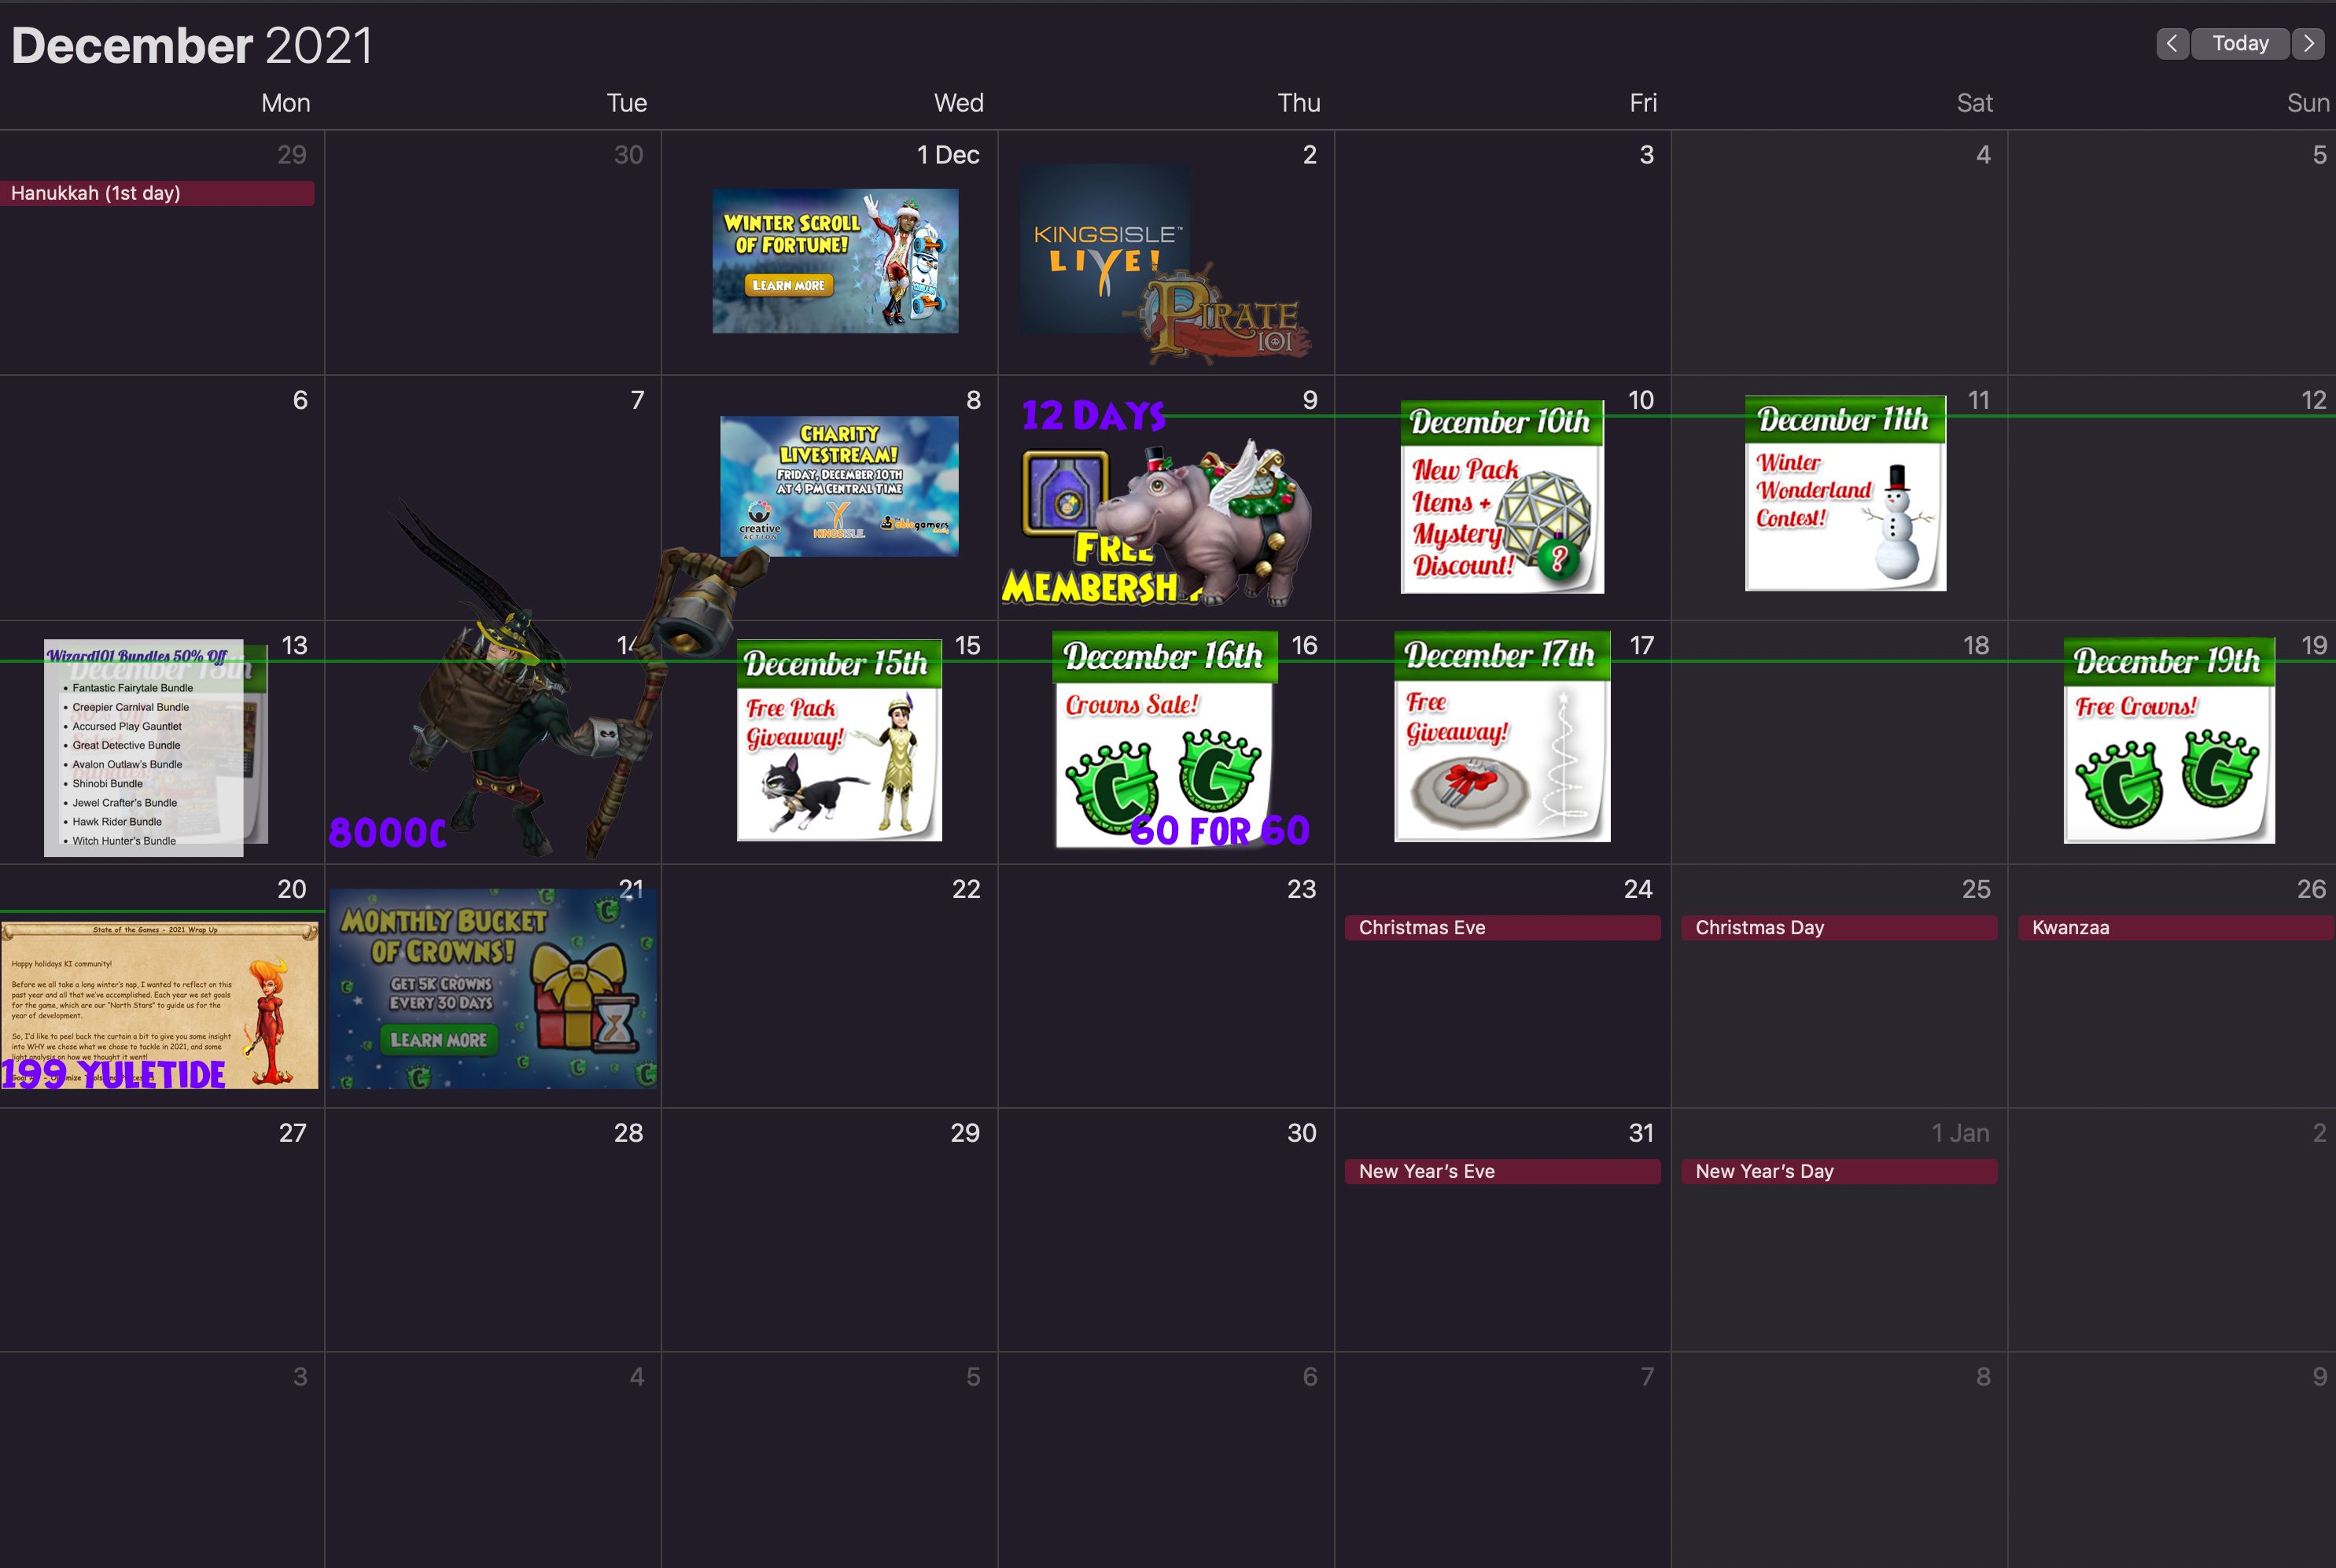 December 2021
Today
Mon Tue Wed Thu Fri Sat Sun
29 30 1 Dec 2 3 4 5
Hanukkah (1st day)
WINTER SCROLL
OF FORTUNE!
LEARN MORE
KINGSISLE™
LIVE!
PIRATE
101
6 7 8 9 10 11 12
CHARITY
LIVESTREAM!
FRIDAY, DECEMBER 10TH
AT 4 PM CENTRAL TIME
creative
ACTION
KINGSISLE
gamers
12 DAYS
FREE
MEMBERSH
December 10th
New Pack
Items +
Mystery
Discount!
?
December 11th
Winter
Wonderland
Contest!
13 14 15 16 17 18 19
Wizard101 Bundles 50% Off
• Fantastic Fairytale Bundle
• Creepier Carnival Bundle
• Accursed Play Gauntlet
• Great Detective Bundle
• Avalon Outlaw's Bundle
• Shinobi Bundle
• Jewel Crafter's Bundle
• Hawk Rider Bundle
• Witch Hunter's Bundle
8000
December 15th
Free Pack
Giveaway!
December 16th
Crowns Sale!
C C
60 FOR 60
December 17th
Free
Giveaway!
December 19th
Free Crowns!
C C
20 21 22 23 24 25 26
State of the Games - 2021 Wrap Up
Happy holidays KI community!
Before we all take a long winter's nap, I wanted to reflect on this
past year and all that we've accomplished. Each year we set goals
for the game, which are our "North Stars" to guide us for the
year of development.
So, I'd like to peel back the curtain a bit to give you some insight
into WHY we chose what we chose to tackle in 2021, and some
light analysis on how we thought it went!
199 YULETIDE
MONTHLY BUCKET
OF CROWNS!
GET 5K CROWNS
EVERY 30 DAYS
LEARN MORE
Christmas Eve
Christmas Day
Kwanzaa
27 28 29 30 31 1 Jan 2
New Year's Eve
New Year's Day
3 4 5 6 7 8 9